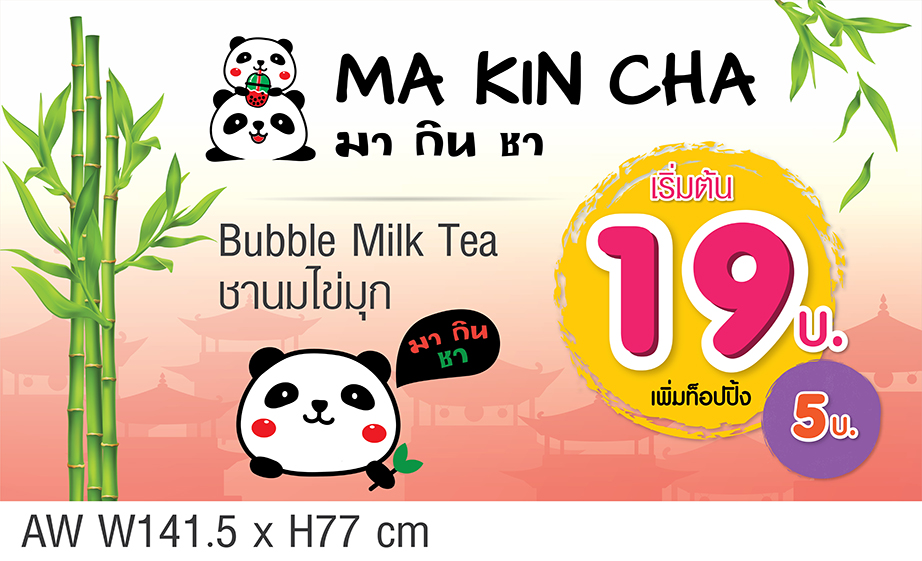 MA KIN CHA
มา กิน ชา
Bubble Milk Tea
ชานมไข่มุก
มา กิน
ชา
เริ่มต้น
19บ.
เพิ่มท็อปปิ้ง
5บ.
AW W141.5 x H77 cm